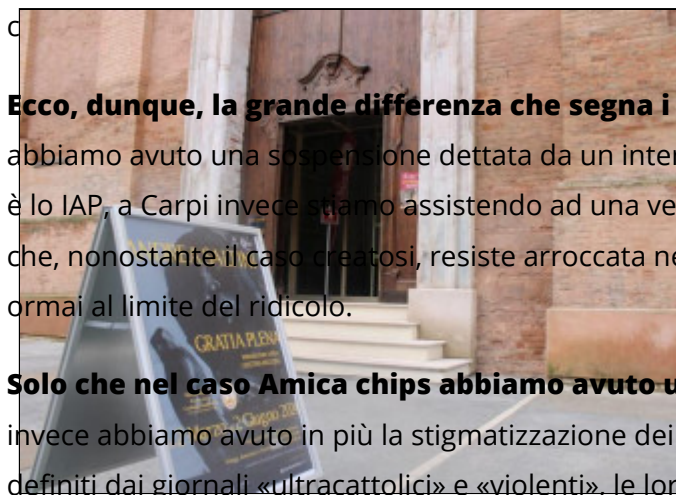 Ecco, dunque, la grande differenza che segna i
abbiamo avuto una sospensione dettata da un inter
è lo IAP, a Carpi invece stiamo assistendo ad una ve
che, nonostante il caso creatosi, resiste arroccata ne
ormai al limite del ridicolo.
GRATIA PLENA
Solo che nel caso Amica chips abbiamo avuto u
2 Giugno
invece abbiamo avuto in più la stigmatizzazione dei
definiti dai giornali «ultracattolici» e «violenti», le lor